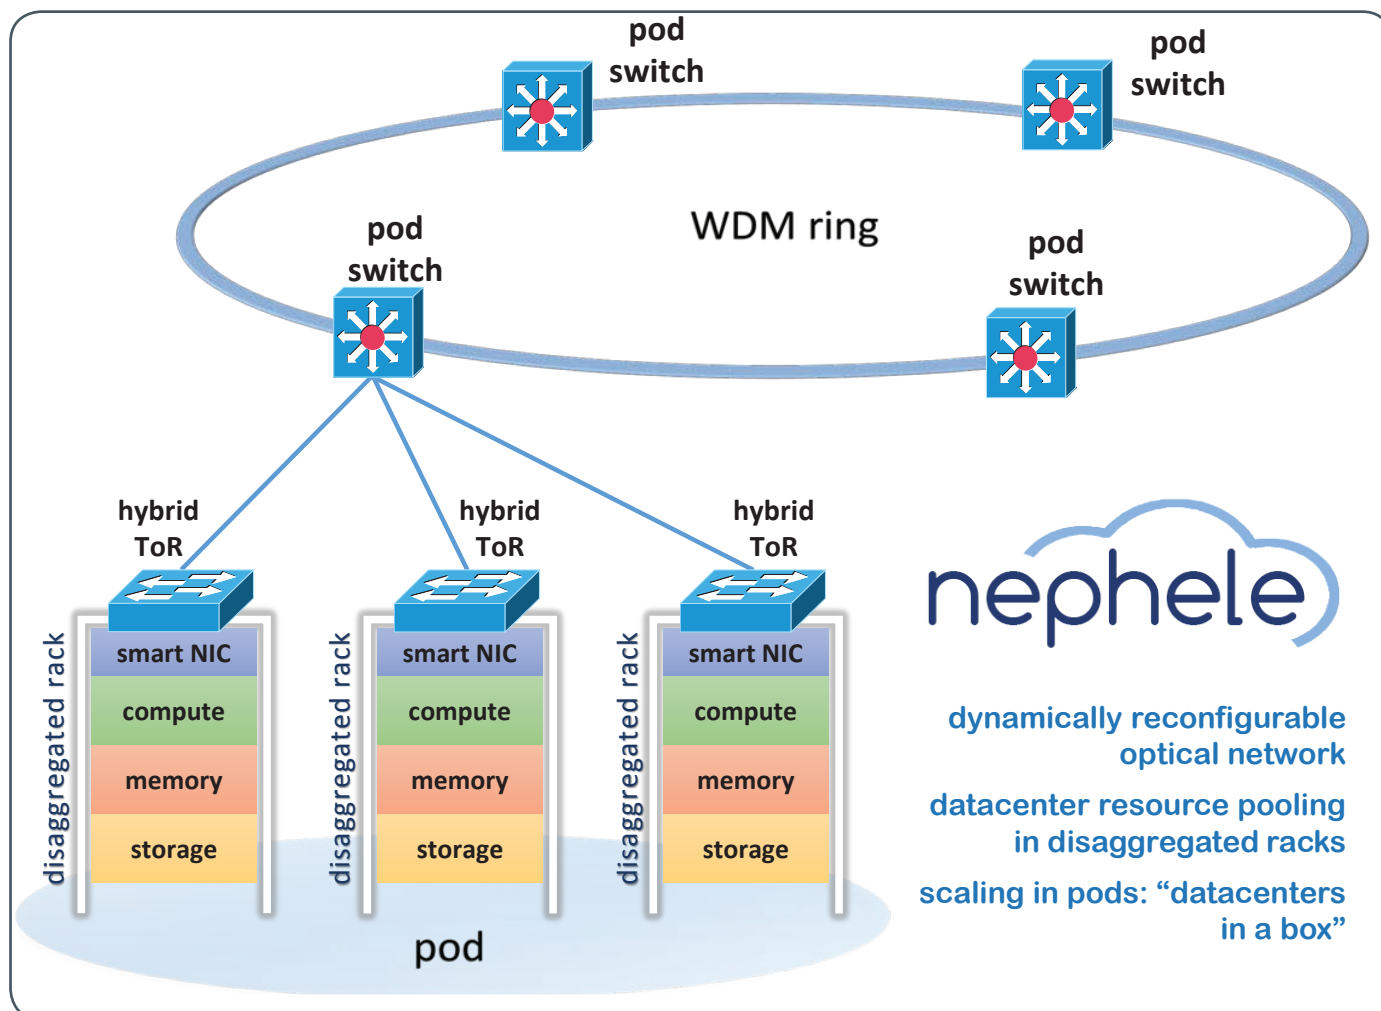 pod
switch
pod
switch
WDM ring
pod
switch
pod
switch
hybrid
ToR
hybrid
ToR
hybrid
ToR
disaggregated rack
smart NIC
compute
memory
storage
disaggregated rack
smart NIC
compute
memory
storage
disaggregated rack
smart NIC
compute
memory
storage
pod
nephele
dynamically reconfigurable
optical network
datacenter resource pooling
in disaggregated racks
scaling in pods: “datacenters
in a box”